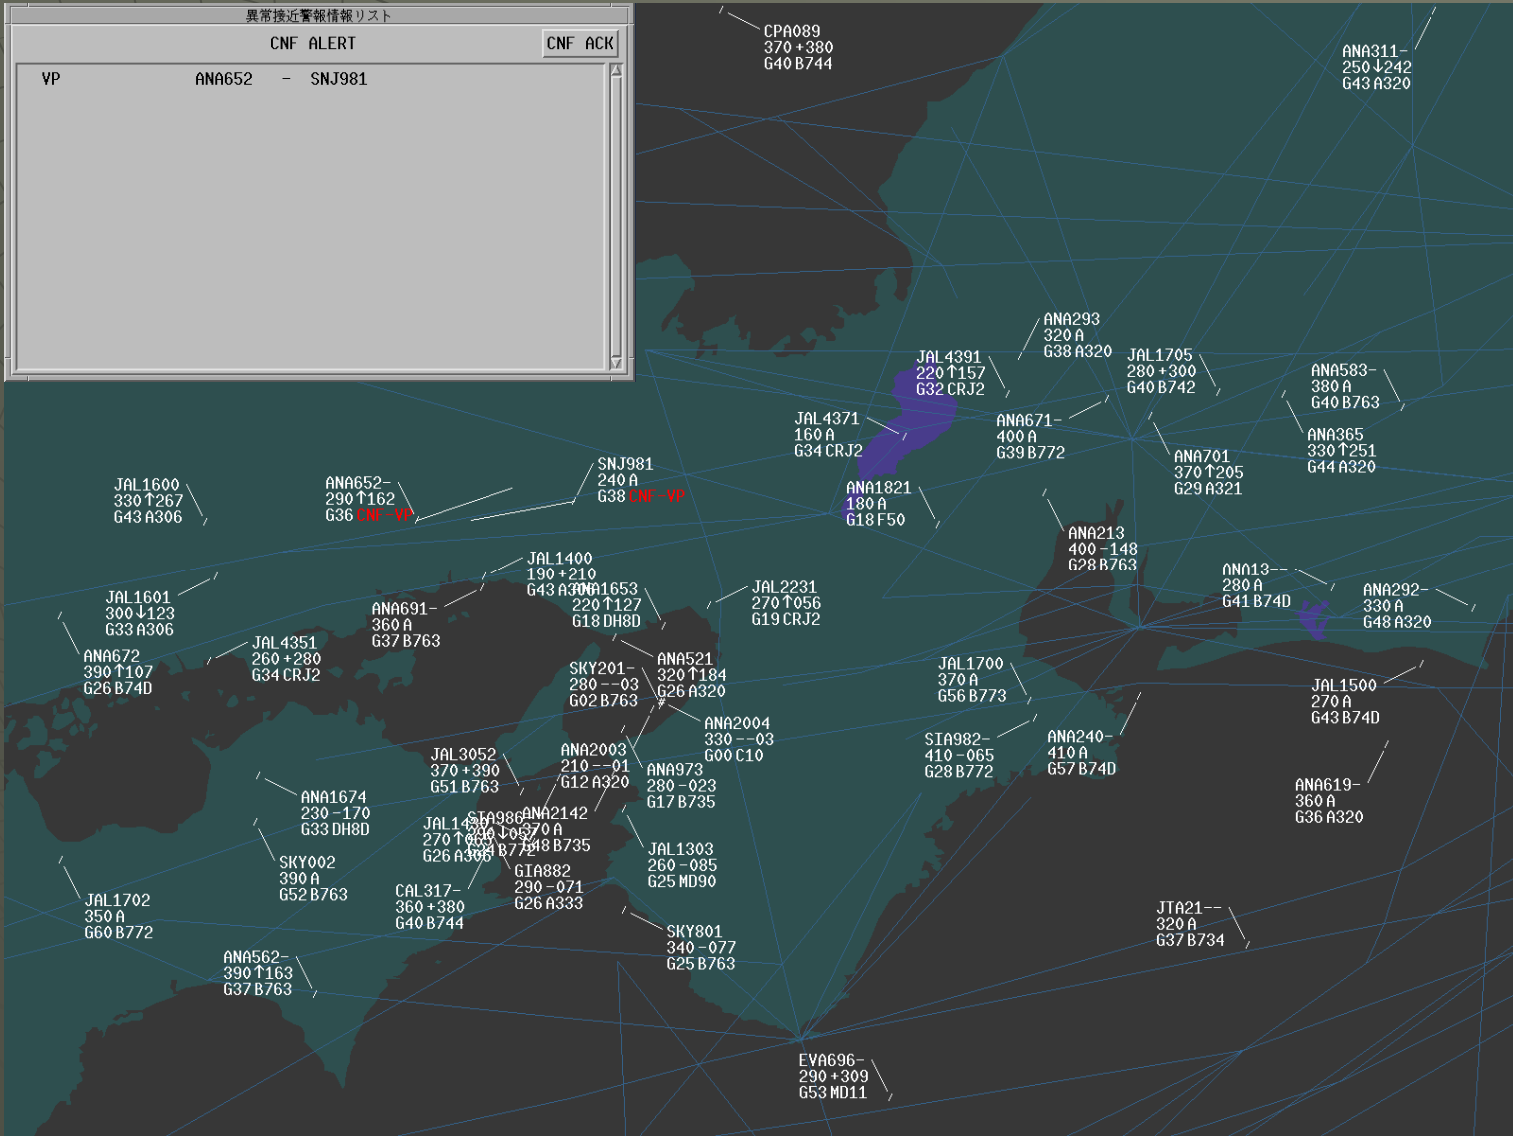 異常接近警報情報リスト
CNF ALERT
CNF ACK
VP ANA652 - SNJ981
CPA089
370+380
G40 B744
ANA311-
250↓242
G43 A320
ANA293
320 A
G38 A320
JAL4391
220↑157
G32 CRJ2
JAL1705
280+300
G40 B742
ANA583-
380 A
G40 B763
JAL4371
160 A
G34 CRJ2
ANA671-
400 A
G39 B772
ANA365
330↑251
G44 A320
ANA701
370↑205
G29 A321
SNJ981
240 A
G38 CNF-VP
JAL1600
330↑267
G43 A306
ANA652-
290↑162
G36 CNF-VP
ANA1821
180 A
G18 F50
ANA213
400-148
G28 B763
JAL1400
190+210
G43 A306
ANA1653
220↑127
G18 DH8D
JAL2231
270↑056
G19 CRJ2
ANA13--
280 A
G41 B74D
ANA292-
330 A
G48 A320
JAL1601
300↓123
G33 A306
ANA691-
360 A
G37 B763
JAL4351
260+280
G34 CRJ2
ANA672
390↑107
G26 B74D
SKY201-
280--03
G02 B763
ANA521
320↑184
G26 A320
JAL1700
370 A
G56 B773
JAL1500
270 A
G43 B74D
ANA2004
330--03
G00 C10
SIA982-
410-065
G28 B772
ANA240-
410 A
G57 B74D
JAL3052
370+390
G51 B763
ANA2003
210--01
G12 A320
ANA973
280-023
G17 B735
ANA619-
360 A
G36 A320
ANA1674
230-170
G33 DH8D
SIA986
G34 B772
ANA2142
370 A
G48 B735
270↑
G26 A306
JAL1303
260-085
G25 MD90
SKY002
390 A
G52 B763
GIA882
290-071
G26 A333
CAL317-
360+380
G40 B744
JAL1702
350 A
G60 B772
JTA21--
320 A
G37 B734
SKY801
340-077
G25 B763
ANA562-
390↑163
G37 B763
EVA696-
290+309
G53 MD11